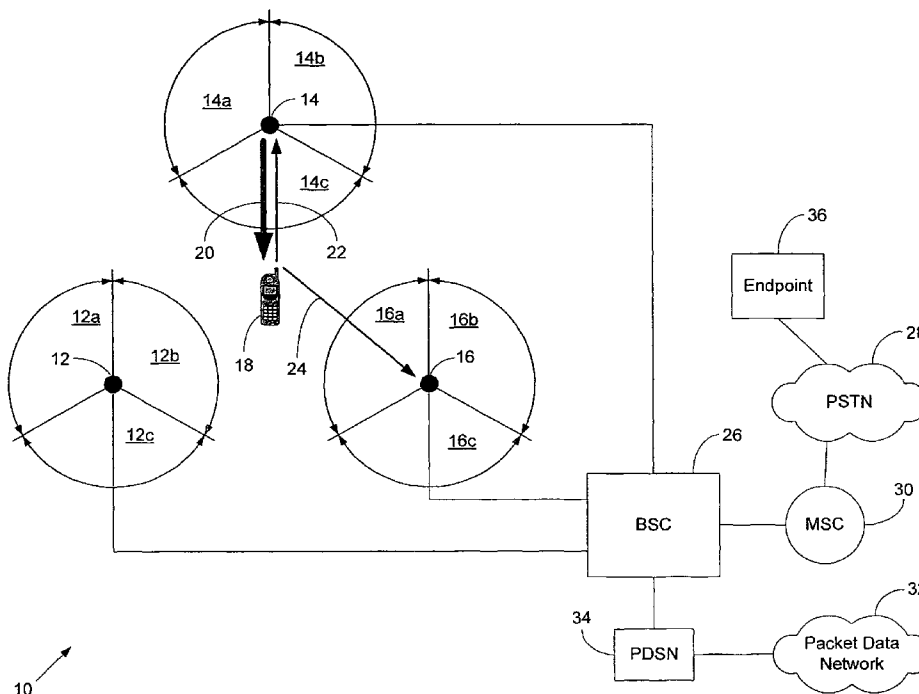 14b
14a
14
14c
20
22
36
Endpoint
12a
12
12b
12c
18
24
16a
16b
16
16c
28
PSTN
26
BSC
MSC
30
32
34
PDSN
Packet Data
Network
10